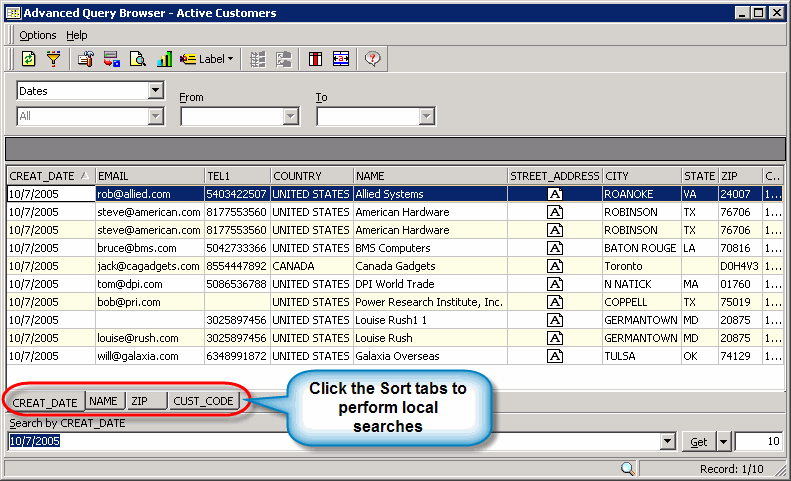 Advanced Query Browser - Active Customers
Options Help
Label
Dates
All
From
To
CREAT_DATE EMAIL TEL1 COUNTRY NAME STREET_ADDRESS CITY STATE ZIP C...
10/7/2005 rob@allied.com 5403422507 UNITED STATES Allied Systems A ROANOKE VA 24007 1...
10/7/2005 steve@american.com 8177553560 UNITED STATES American Hardware A ROBINSON TX 76706 1...
10/7/2005 steve@american.com 8177553560 UNITED STATES American Hardware A ROBINSON TX 76706 1...
10/7/2005 bruce@bms.com 5042733366 UNITED STATES BMS Computers A BATON ROUGE LA 70816 1...
10/7/2005 jack@cagadgets.com 8554447892 CANADA Canada Gadgets A Toronto D0H4V3 1...
10/7/2005 tom@dpi.com 5086536788 UNITED STATES DPI World Trade A N NATICK MA 01760 1...
10/7/2005 bob@pri.com UNITED STATES Power Research Institute, Inc. A COPPELL TX 75019 1...
10/7/2005 3025897456 UNITED STATES Louise Rush1 1 A GERMANTOWN MD 20875 1...
10/7/2005 louise@rush.com 3025897456 UNITED STATES Louise Rush A GERMANTOWN MD 20875 1...
10/7/2005 will@galaxia.com 6348991872 UNITED STATES Galaxia Overseas A TULSA OK 74129 1...
CREAT_DATE NAME ZIP CUST_CODE
Click the Sort tabs to
perform local
searches
Search by CREAT_DATE
10/7/2005 Get 10
Record: 1/10